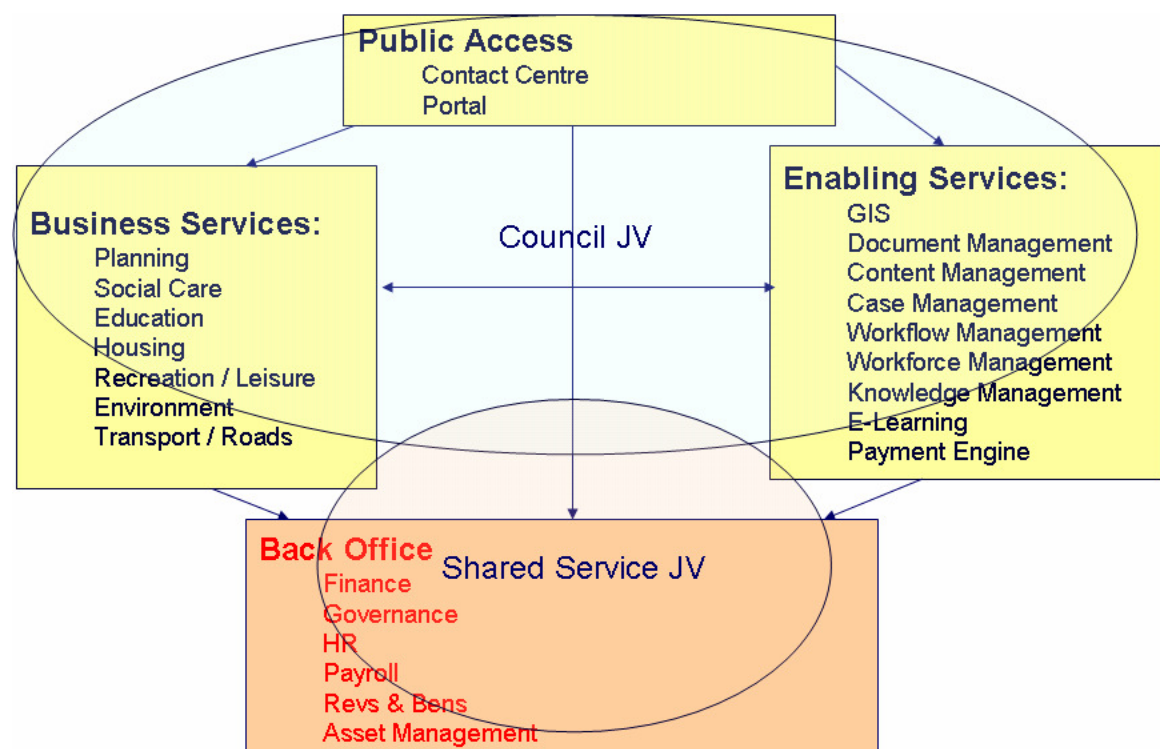 Public Access
Contact Centre
Portal
Business Services:
Planning
Social Care
Education
Housing
Recreation / Leisure
Environment
Transport / Roads
Council JV
Enabling Services:
GIS
Document Management
Content Management
Case Management
Workflow Management
Workforce Management
Knowledge Management
E-Learning
Payment Engine
Back Office
Shared Service JV
Finance
Governance
HR
Payroll
Revs & Bens
Asset Management